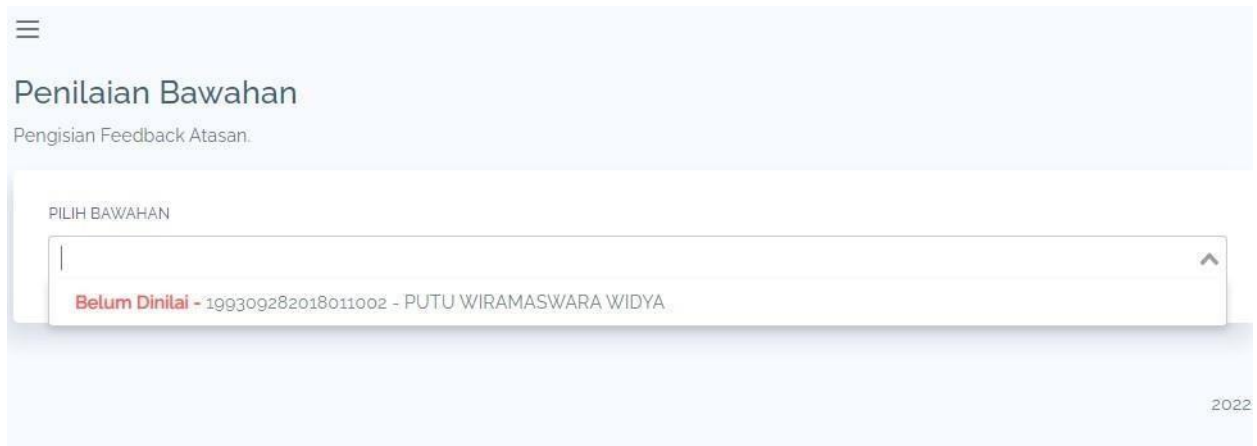 Penilaian Bawahan
Pengisian Feedback Atasan.
PILIH BAWAHAN
Belum Dinilai - 199309282018011002 - PUTU WIRAMASWARA WIDYA
2022